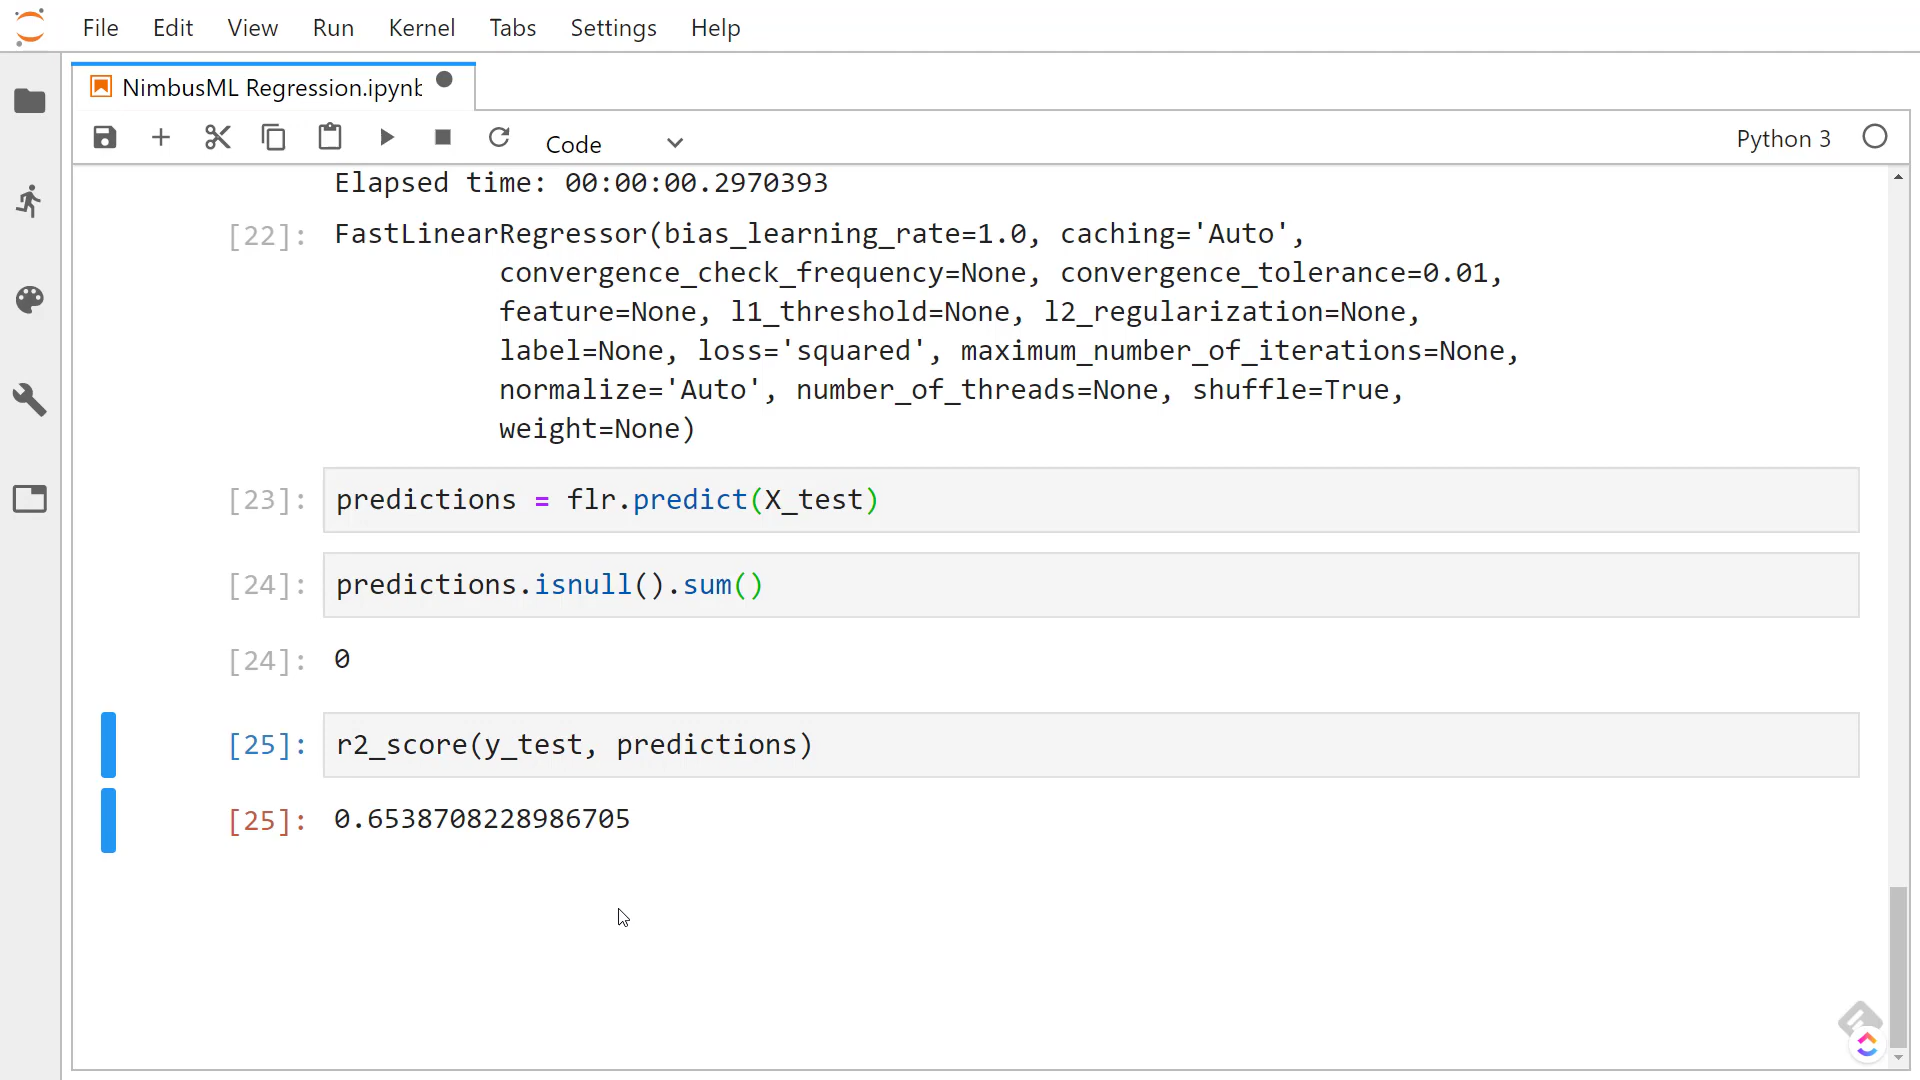 File Edit View Run Kernel Tabs Settings Help
NimbusML Regression.ipynb
Code
Python 3
Elapsed time: 00:00:00.2970393
[22]: FastLinearRegressor(bias_learning_rate=1.0, caching='Auto',
convergence_check_frequency=None, convergence_tolerance=0.01,
feature=None, l1_threshold=None, l2_regularization=None,
label=None, loss='squared', maximum_number_of_iterations=None,
normalize='Auto', number_of_threads=None, shuffle=True,
weight=None)
[23]: predictions = flr.predict(X_test)
[24]: predictions.isnull().sum()
[24]: 0
[25]: r2_score(y_test, predictions)
[25]: 0.6538708228986705